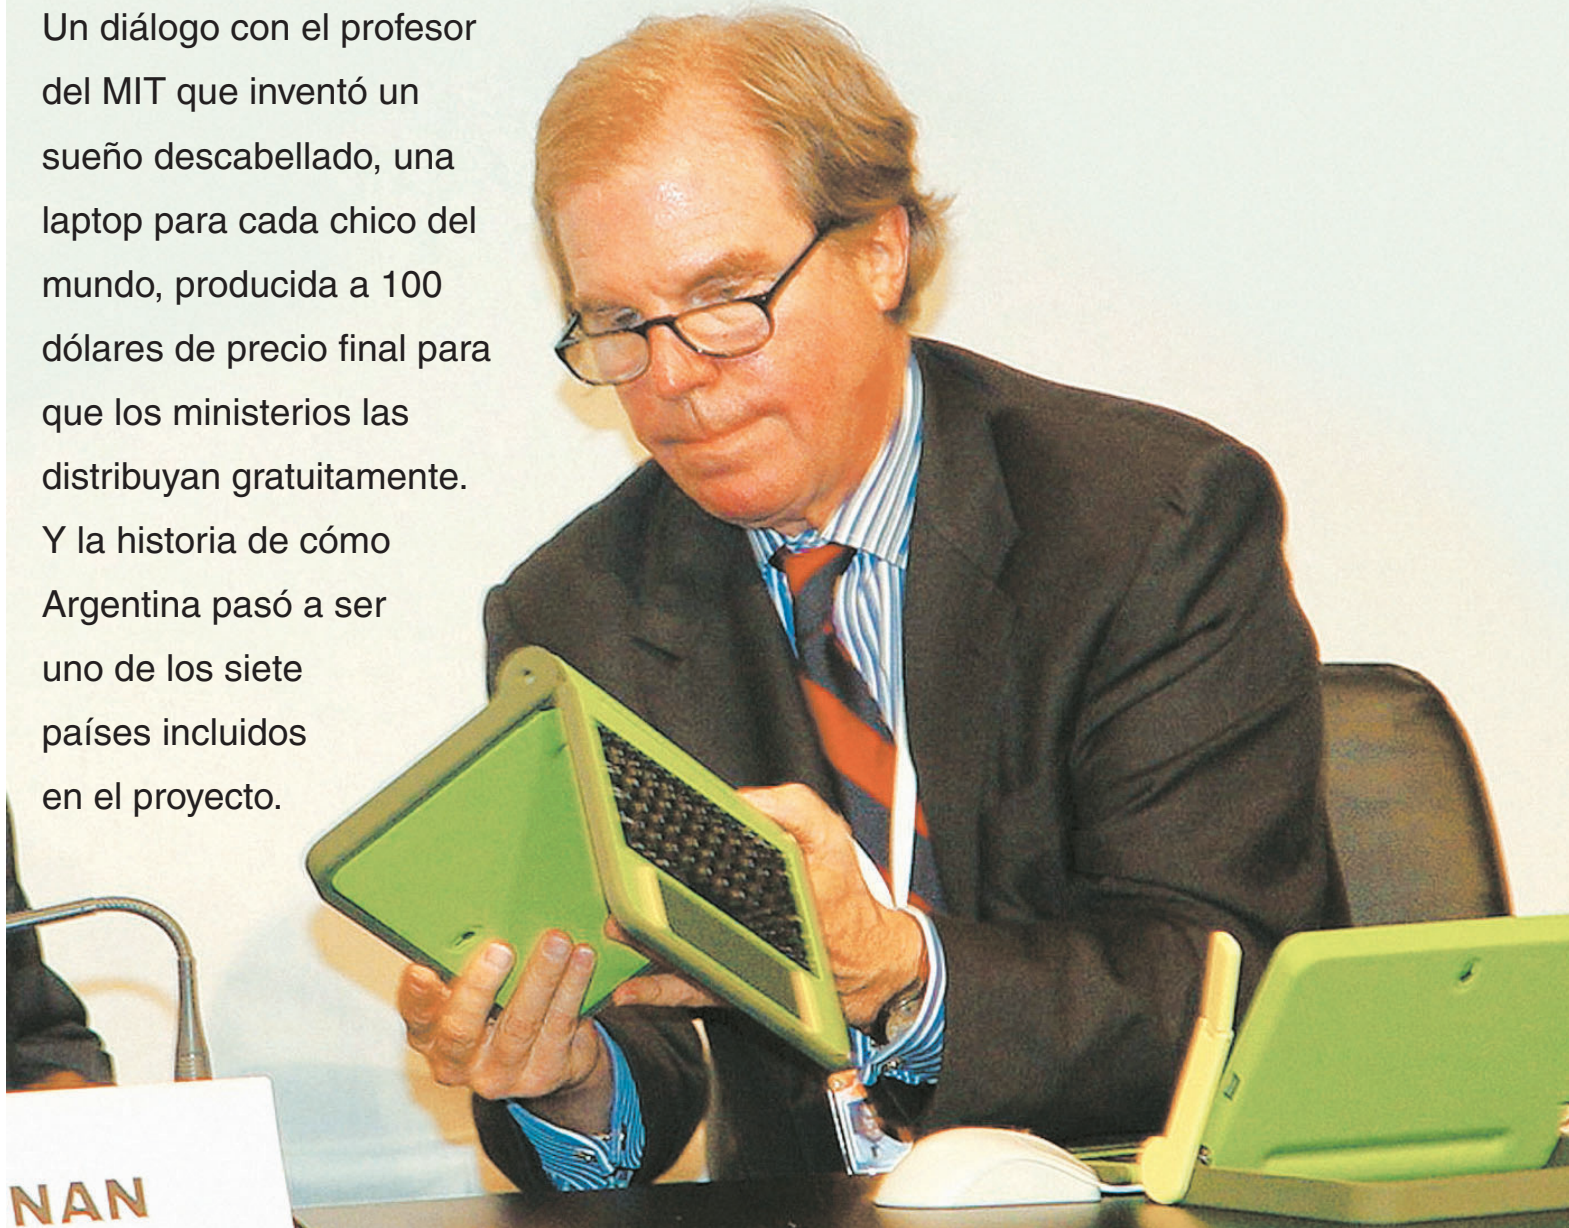 Un diálogo con el profesor
del MIT que inventó un
sueño descabellado, una
laptop para cada chico del
mundo, producida a 100
dólares de precio final para
que los ministerios las
distribuyan gratuitamente.
Y la historia de cómo
Argentina pasó a ser
uno de los siete
países incluidos
en el proyecto.
NAN